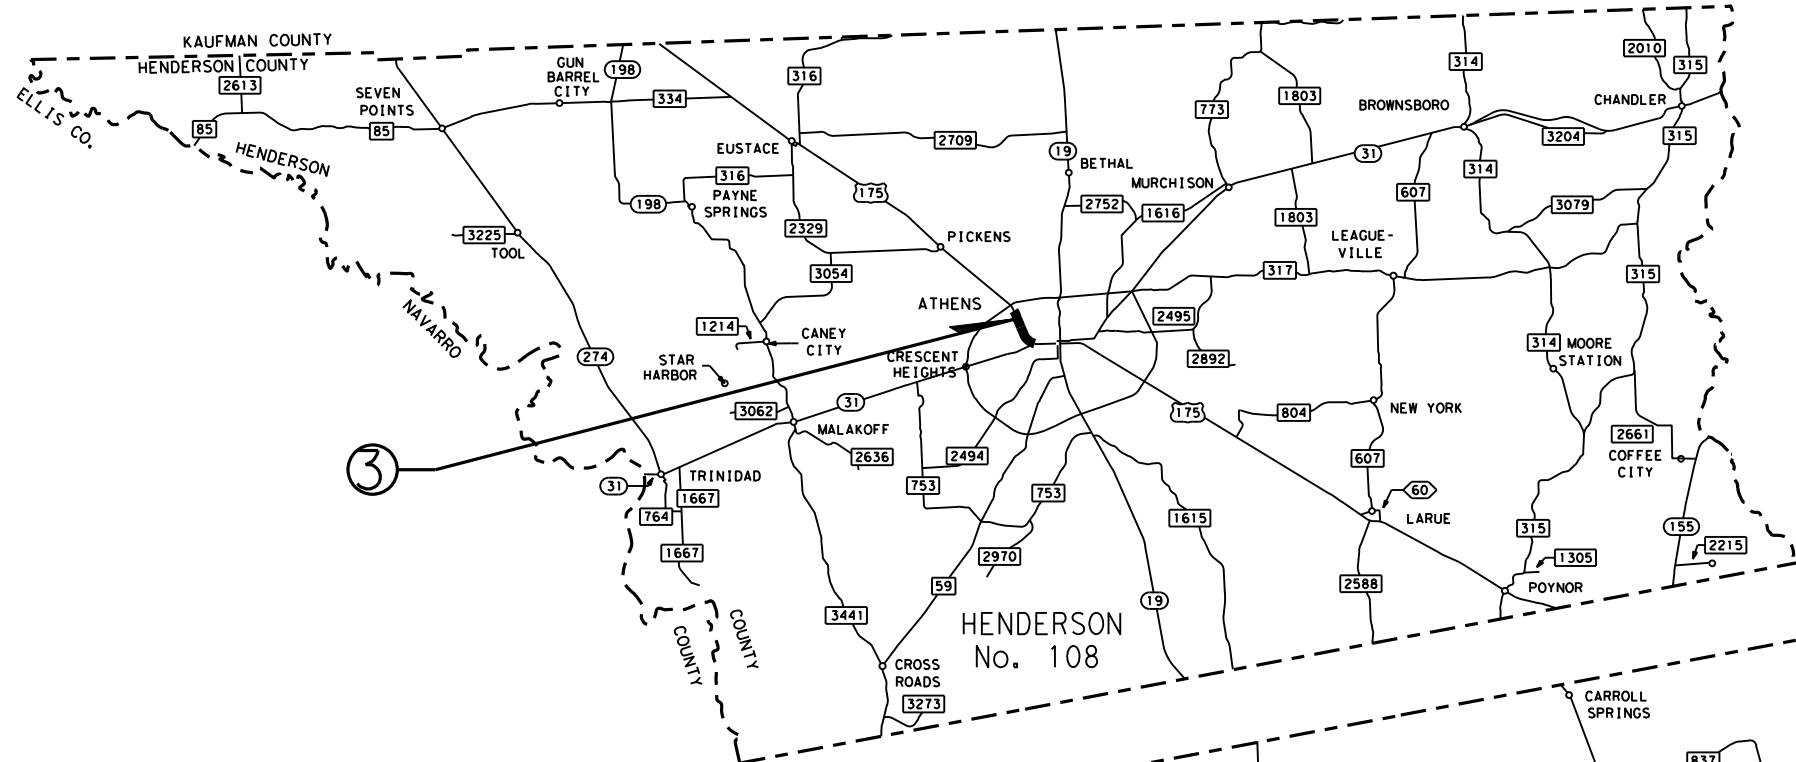 KAUFMAN COUNTY
HENDERSON COUNTY
2613
ELLIS CO.
85
85
HENDERSON
SEVEN
POINTS
GUN
BARREL
CITY
198
334
316
EUSTACE
2709
316
PAYNE
SPRINGS
198
175
2329
3054
3225
TOOL
PICKENS
19
BETHAL
2752
1616
MURCHISON
773
1803
1803
31
BROWNSBORO
314
2010
315
CHANDLER
3204
315
314
607
3079
LEAGUE-
VILLE
317
315
NAVARRO
274
1214
CANEY
CITY
STAR
HARBOR
ATHENS
CRESCENT
HEIGHTS
2495
2892
314
MOORE
STATION
3062
31
MALAKOFF
2636
2494
175
804
NEW YORK
2661
COFFEE
CITY
3
TRINIDAD
31
1667
764
1667
753
753
2970
1615
607
60
LARUE
315
155
2215
1305
POYNOR
2588
59
19
3441
HENDERSON
No. 108
COUNTY
COUNTY
CROSS
ROADS
3273
CARROLL
SPRINGS
837